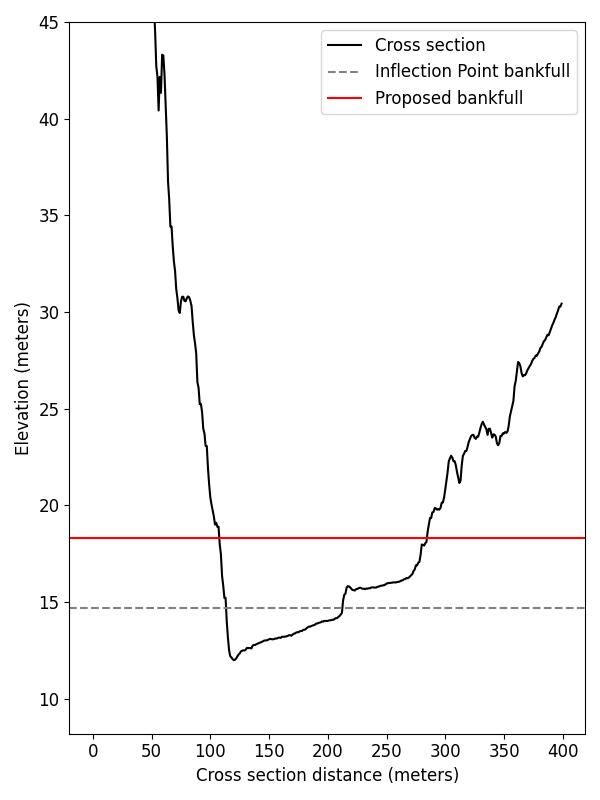 Cross section
Inflection Point bankfull
Proposed bankfull
45
40
35
30
25
20
15
10
Elevation (meters)
0 50 100 150 200 250 300 350 400
Cross section distance (meters)